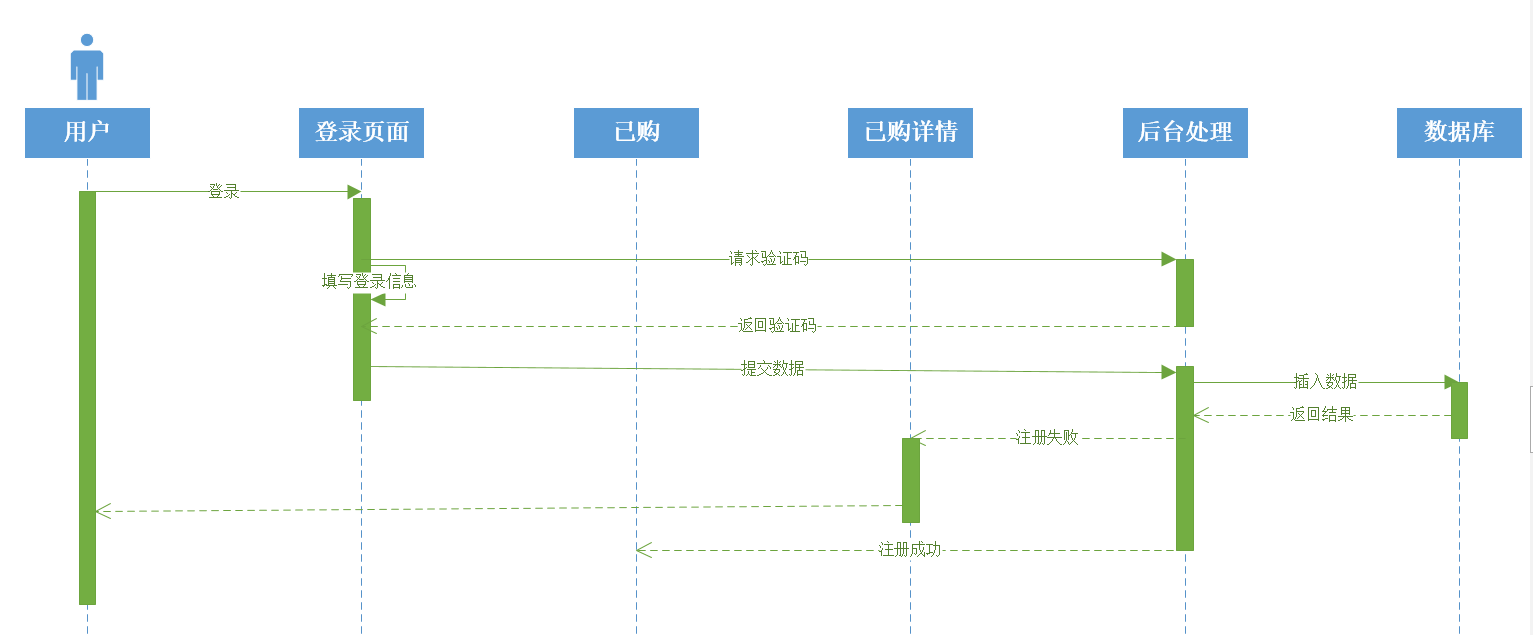 用户
登录页面
已购
已购详情
后台处理
数据库
登录
请求验证码
填写登录信息
返回验证码
提交数据
插入数据
返回结果
注册失败
注册成功